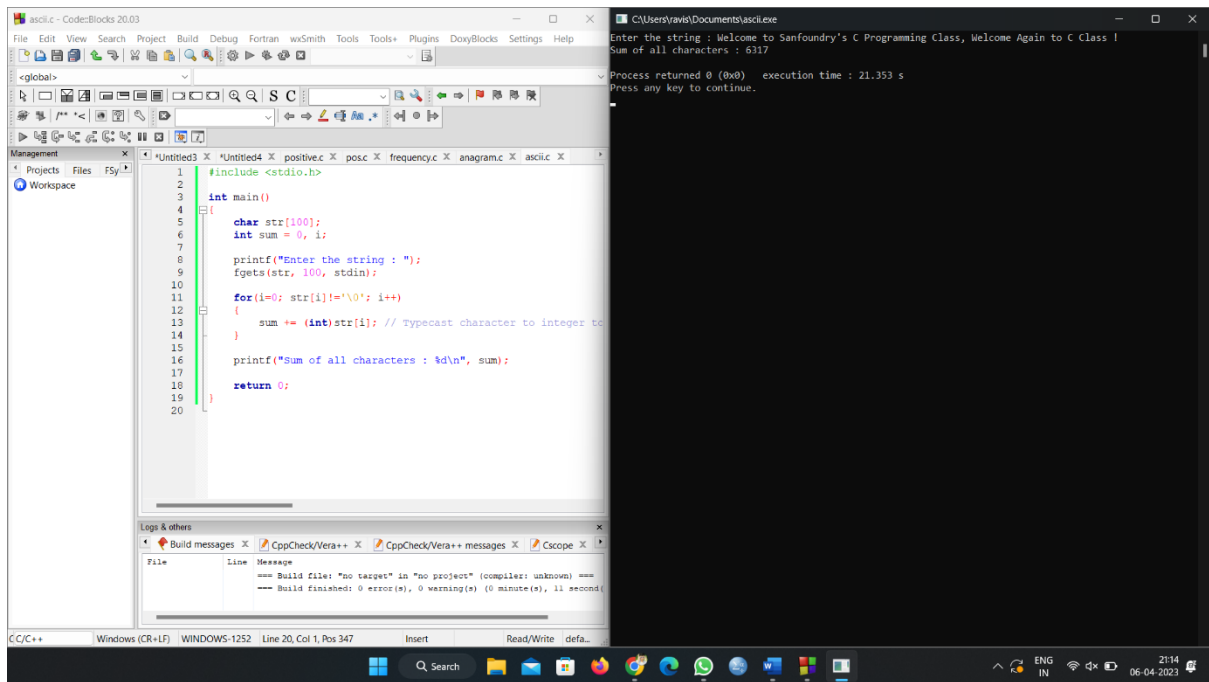 ascii.c - Code::Blocks 20.03
File Edit View Search Project Build Debug Fortran wxSmith Tools Tools+ Plugins DoxyBlocks Settings Help
<global>
S C
/** *<
Aa .*
Management
Projects Files FSy
Workspace
*Untitled3 X *Untitled4 X positive.c X pos.c X frequency.c X anagram.c X ascii.c X
1 #include <stdio.h>
2
3 int main()
4 {
5 char str[100];
6 int sum = 0, i;
7
8 printf("Enter the string : ");
9 fgets(str, 100, stdin);
10
11 for(i=0; str[i]!='\0'; i++)
12 {
13 sum += (int)str[i]; // Typecast character to integer to
14 }
15
16 printf("Sum of all characters : %d\n", sum);
17
18 return 0;
19 }
20
Logs & others
Build messages X CppCheck/Vera++ X CppCheck/Vera++ messages X Cscope X
File Line Message
=== Build file: "no target" in "no project" (compiler: unknown) ===
=== Build finished: 0 error(s), 0 warning(s) (0 minute(s), 11 second(
C/C++ Windows (CR+LF) WINDOWS-1252 Line 20, Col 1, Pos 347 Insert Read/Write defa...
C:\Users\ravis\Documents\ascii.exe
Enter the string : Welcome to Sanfoundry's C Programming Class, Welcome Again to C Class !
Sum of all characters : 6317
Process returned 0 (0x0) execution time : 21.353 s
Press any key to continue.
Search
ENG
IN
21:14
06-04-2023